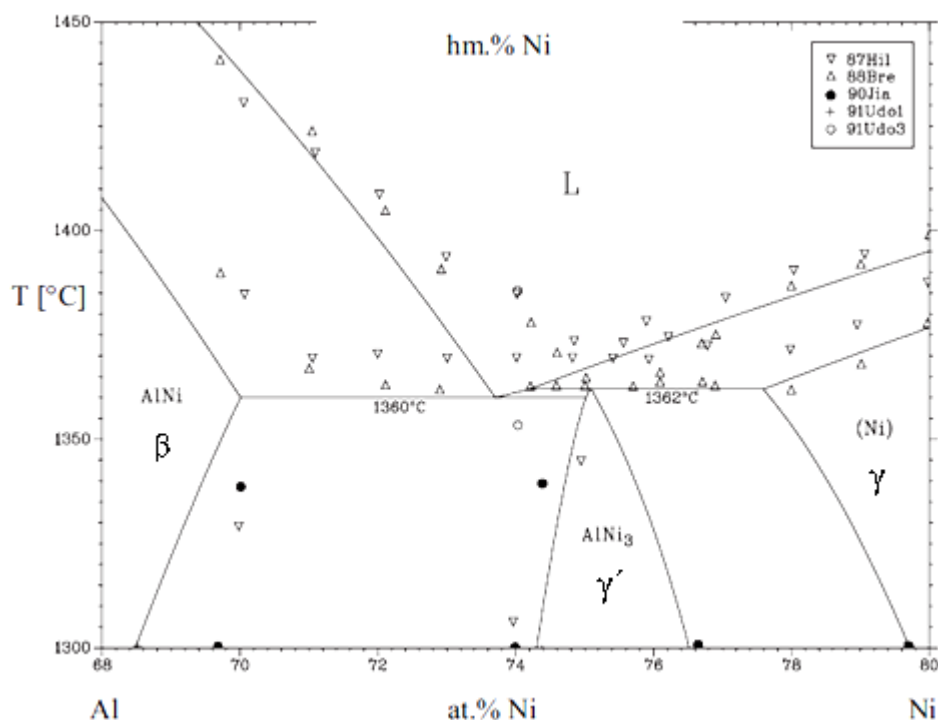 1450
hm.% Ni
▽ 87Hil
△ 88Bre
● 90Jia
+ 91Udo1
○ 91Udo3
L
1400
T [°C]
AlNi
β
1360°C
1362°C
(Ni)
γ
1350
AlNi₃
γ´
1300
68 70 72 74 76 78 80
Al at.% Ni Ni